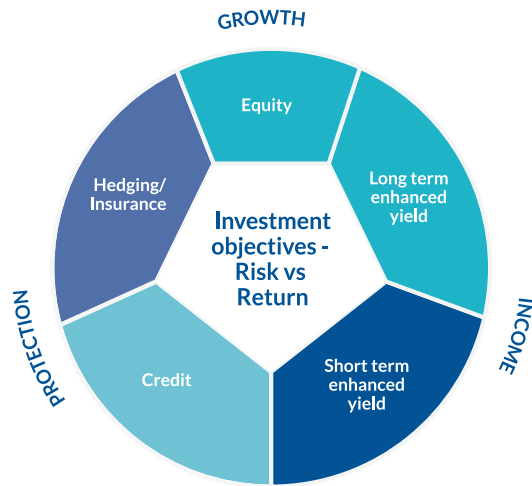 GROWTH
Equity
Long term
enhanced
yield
Hedging/
Insurance
Investment
objectives -
Risk vs
Return
PROTECTION
INCOME
Credit
Short term
enhanced
yield